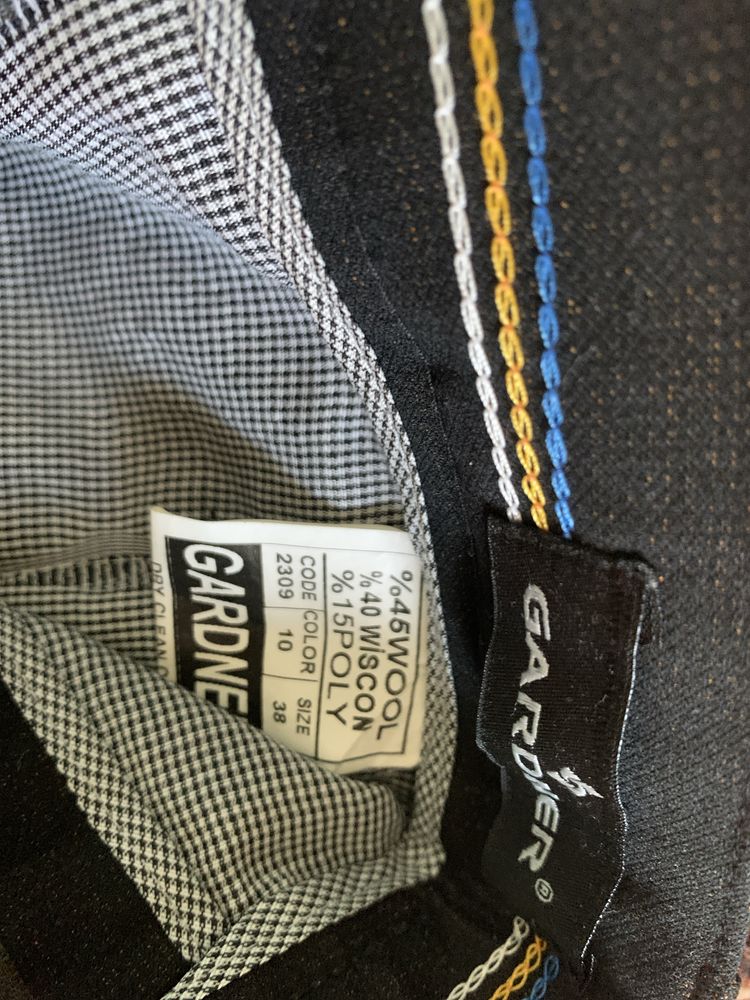 %45WOOL
%40 WiSCON
%15POLY
CODE COLOR SIZE
2309 10 38
GARDNE
DRY CLEAN
GARDNER®